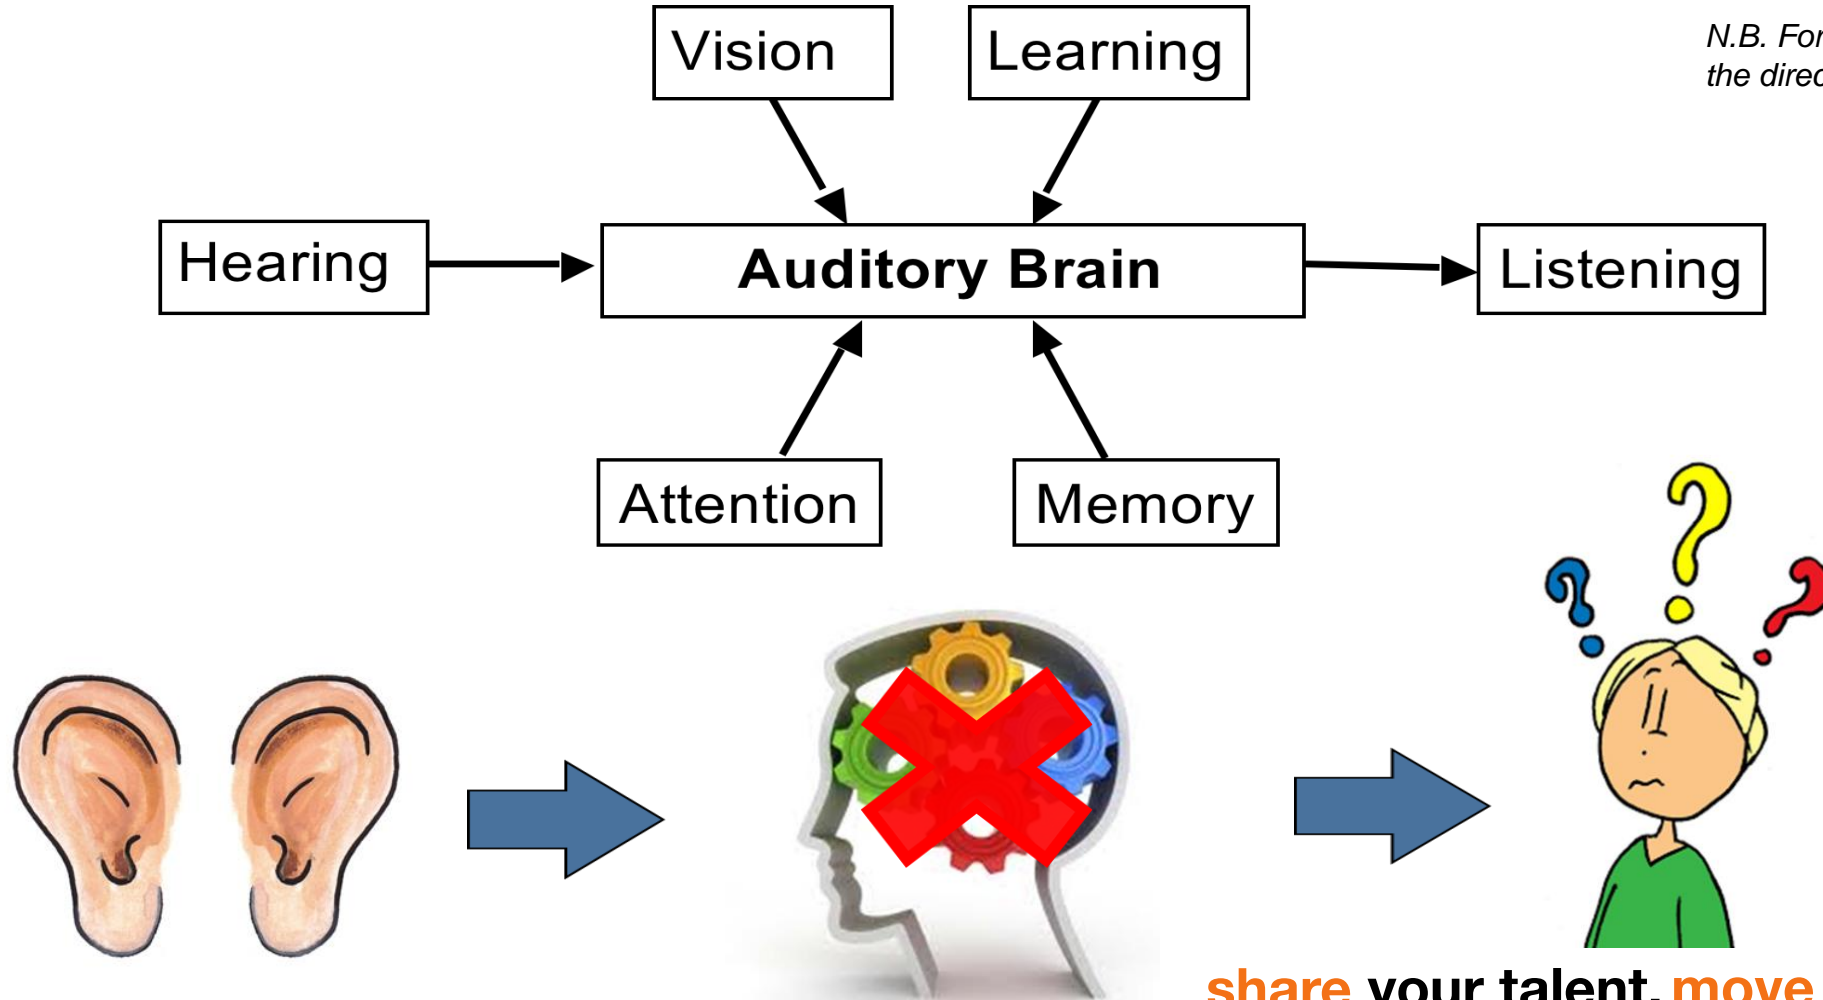 Vision
Learning
N.B. For
the direc
Hearing
Auditory Brain
Listening
Attention
Memory
share your talent. move